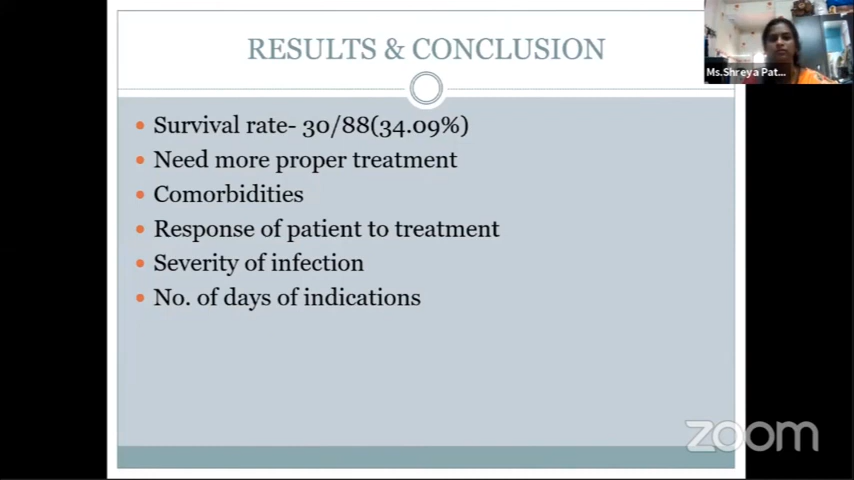 RESULTS & CONCLUSION
Ms.Shreya Pat...
Survival rate- 30/88(34.09%)
Need more proper treatment
Comorbidities
Response of patient to treatment
Severity of infection
No. of days of indications
zoom